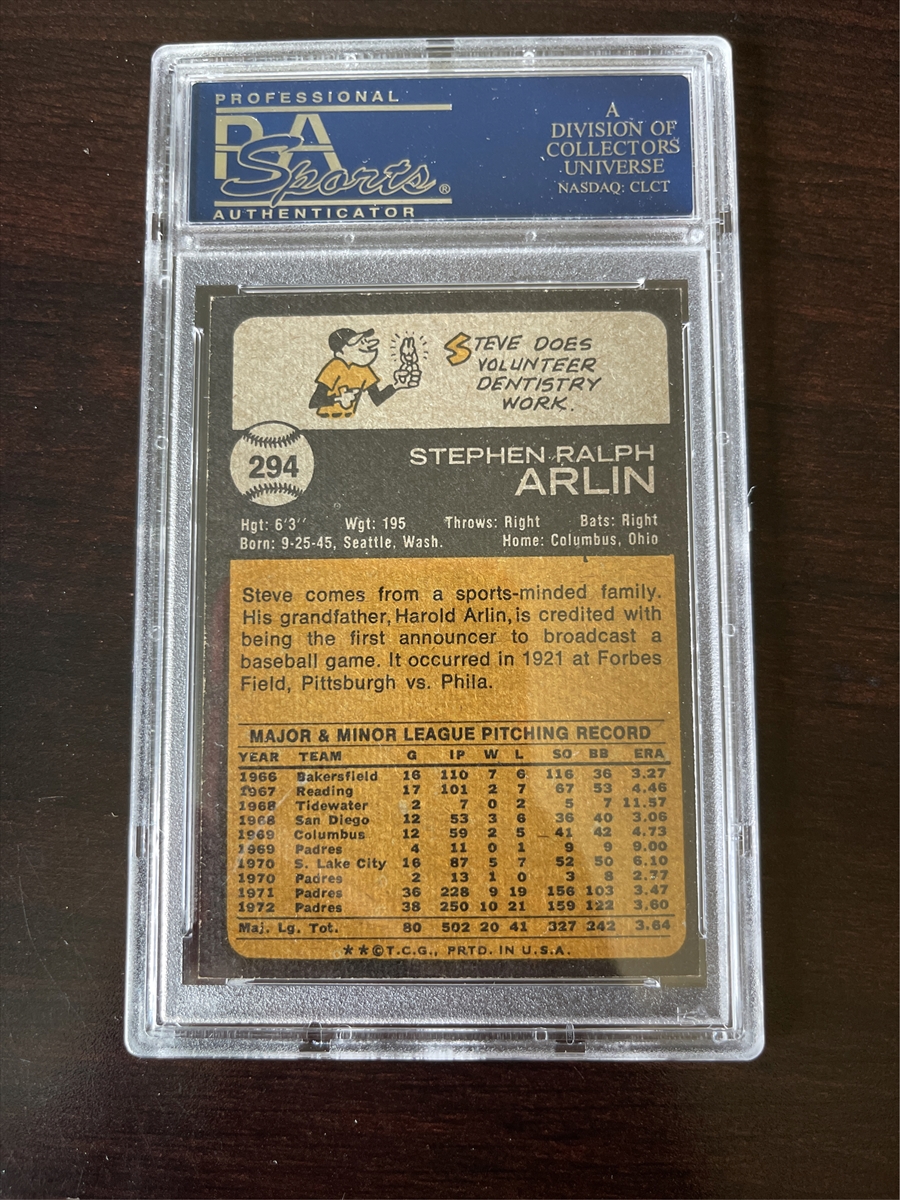 PROFESSIONAL
PSA
Sports®
AUTHENTICATOR
A
DIVISION OF
COLLECTORS
UNIVERSE
NASDAQ: CLCT
STEVE DOES
VOLUNTEER
DENTISTRY
WORK.
294
STEPHEN RALPH
ARLIN
Hgt: 6'3'' Wgt: 195 Throws: Right Bats: Right
Born: 9-25-45, Seattle, Wash. Home: Columbus, Ohio
Steve comes from a sports-minded family.
His grandfather, Harold Arlin, is credited with
being the first announcer to broadcast a
baseball game. It occurred in 1921 at Forbes
Field, Pittsburgh vs. Phila.
MAJOR & MINOR LEAGUE PITCHING RECORD
YEAR TEAM G IP W L SO BB ERA
1966 Bakersfield 16 110 7 6 116 36 3.27
1967 Reading 17 101 2 7 67 53 4.46
1968 Tidewater 2 7 0 2 5 7 11.57
1968 San Diego 12 53 3 6 36 40 3.06
1969 Columbus 12 59 2 5 41 42 4.73
1969 Padres 4 11 0 1 9 9 9.00
1970 S. Lake City 16 87 5 7 52 50 6.10
1970 Padres 2 13 1 0 3 8 2.77
1971 Padres 36 228 9 19 156 103 3.47
1972 Padres 38 250 10 21 159 122 3.60
Maj. Lg. Tot. 80 502 20 41 327 242 3.64
**©T.C.G., PRTD. IN U.S.A.